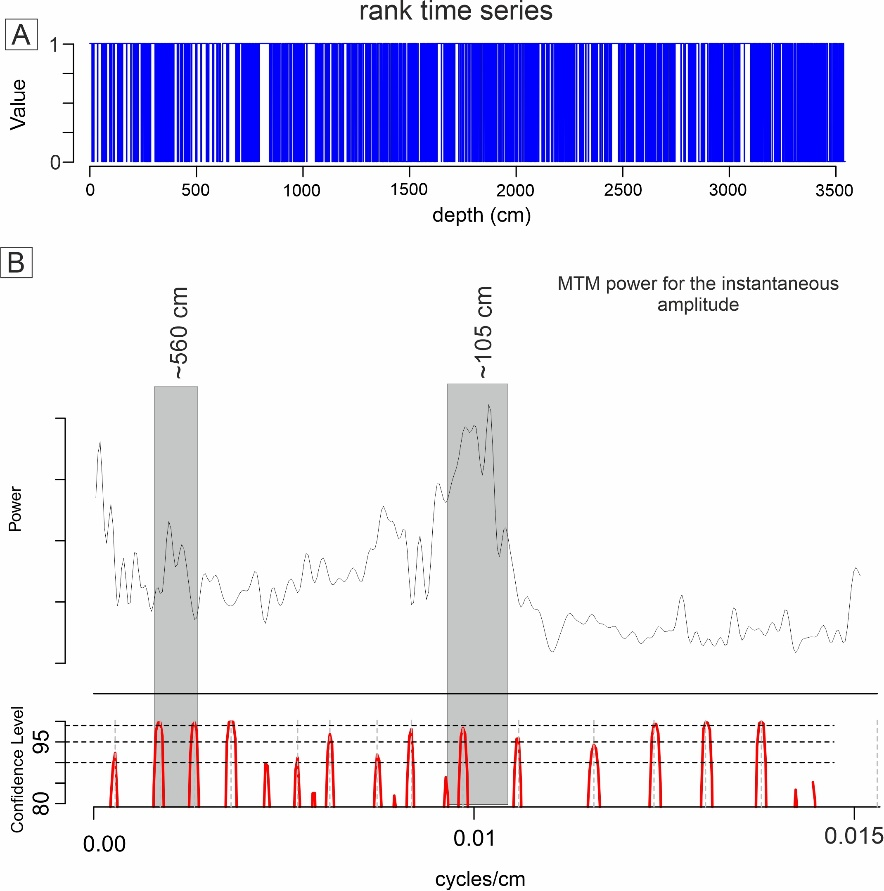 rank time series
A
1
0
Value
0 500 1000 1500 2000 2500 3000 3500
depth (cm)
B
MTM power for the instantaneous
amplitude
~560 cm
~105 cm
Power
Confidence Level
95
80
0.00 0.01 0.015
cycles/cm